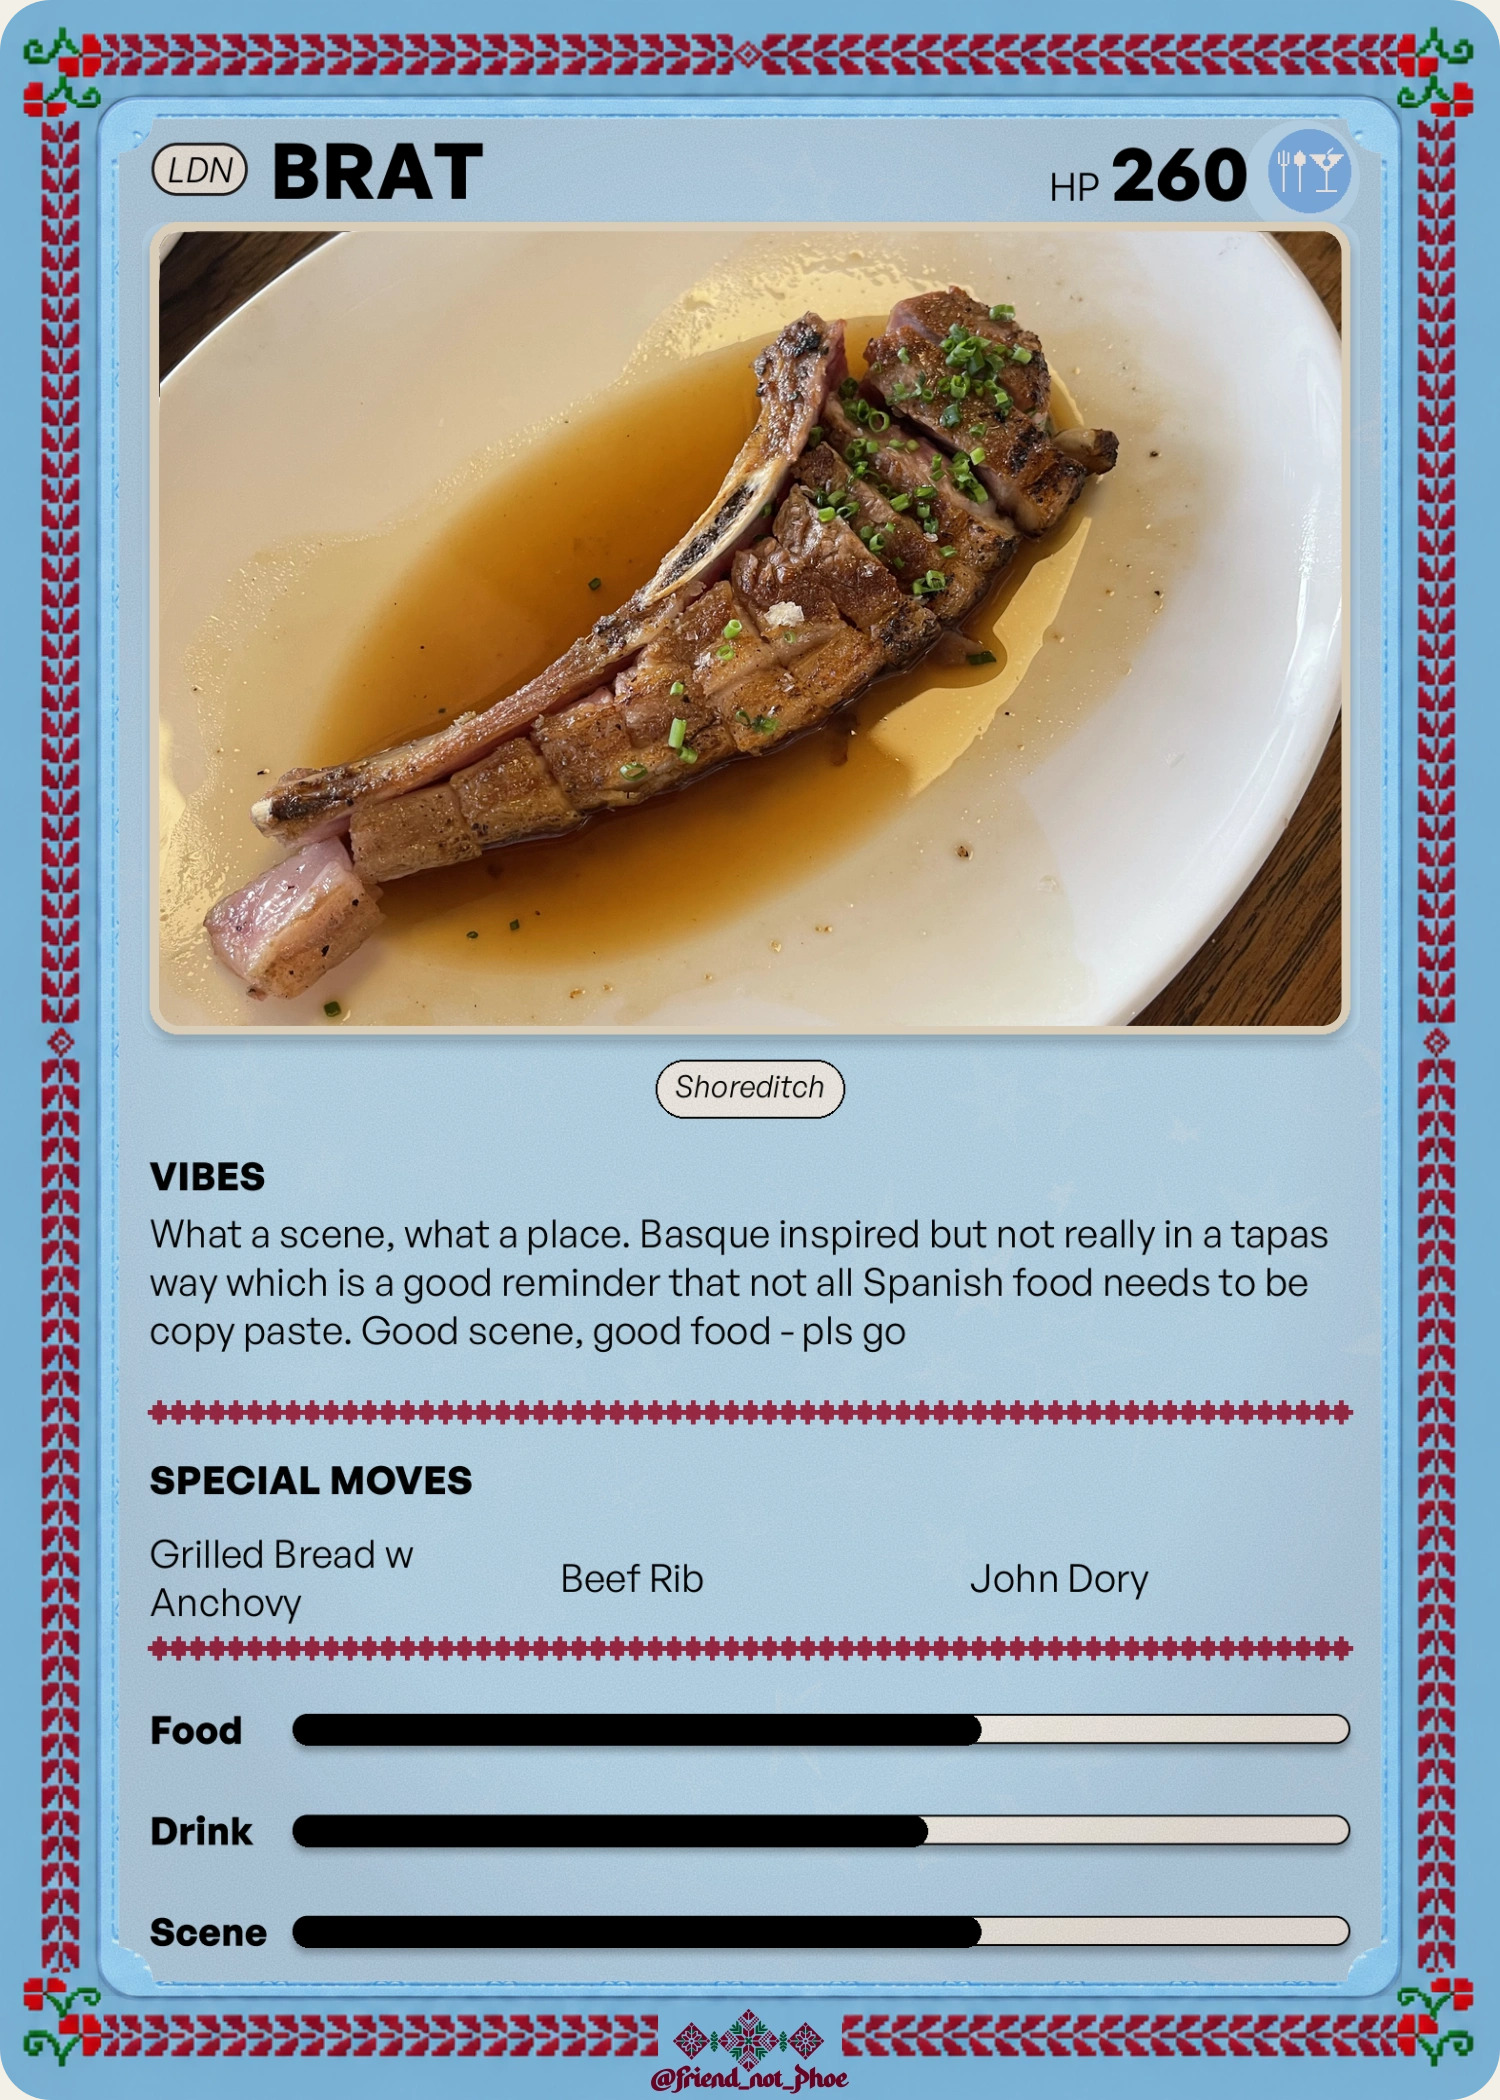 LDN BRAT HP 260
Shoreditch
VIBES
What a scene, what a place. Basque inspired but not really in a tapas
way which is a good reminder that not all Spanish food needs to be
copy paste. Good scene, good food - pls go
SPECIAL MOVES
Grilled Bread w
Anchovy
Beef Rib
John Dory
Food
Drink
Scene
@friend_not_phoe